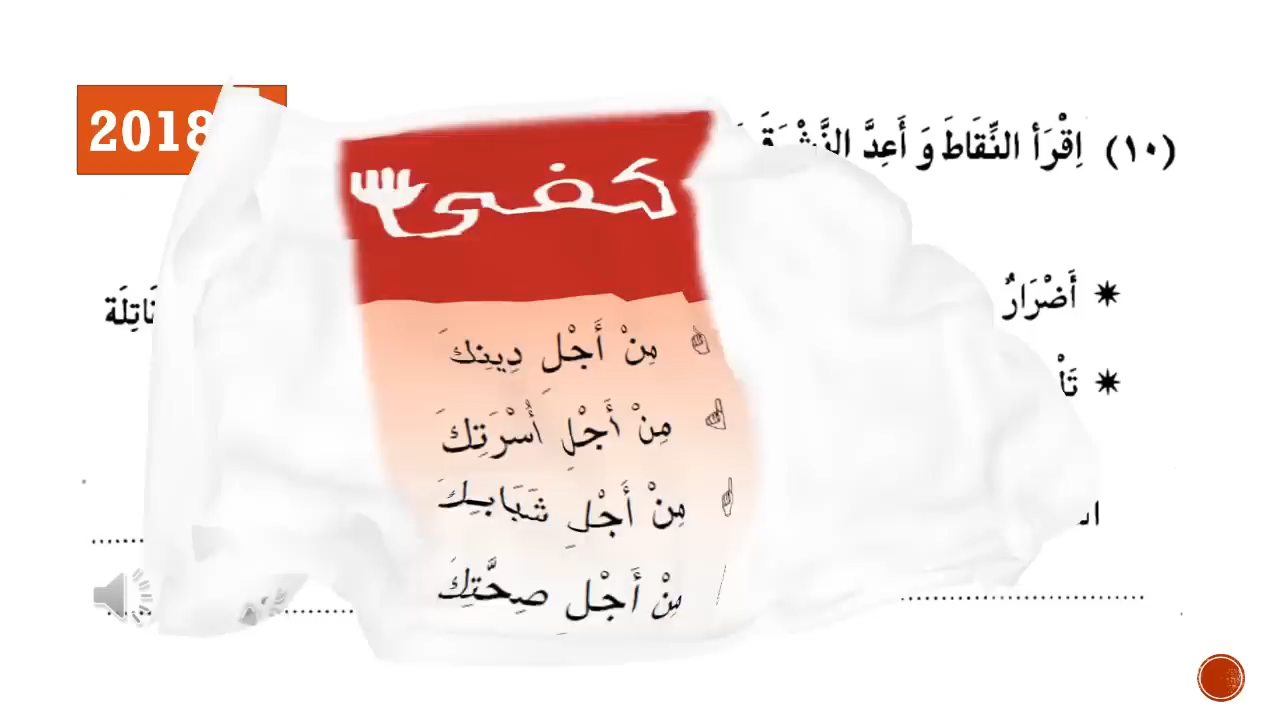 2018
(١٠) اِقْرَأ النِّقَاطَ وَ أَعِدَّ
كفى
✷ أَضْرَارٌ
مِنْ أَجْلِ دِينِكَ
✷
مِنْ أَجْلِ أُسْرَتِكَ
مِنْ أَجْلِ شَبَابِكَ
مِنْ أَجْلِ صِحَّتِكَ